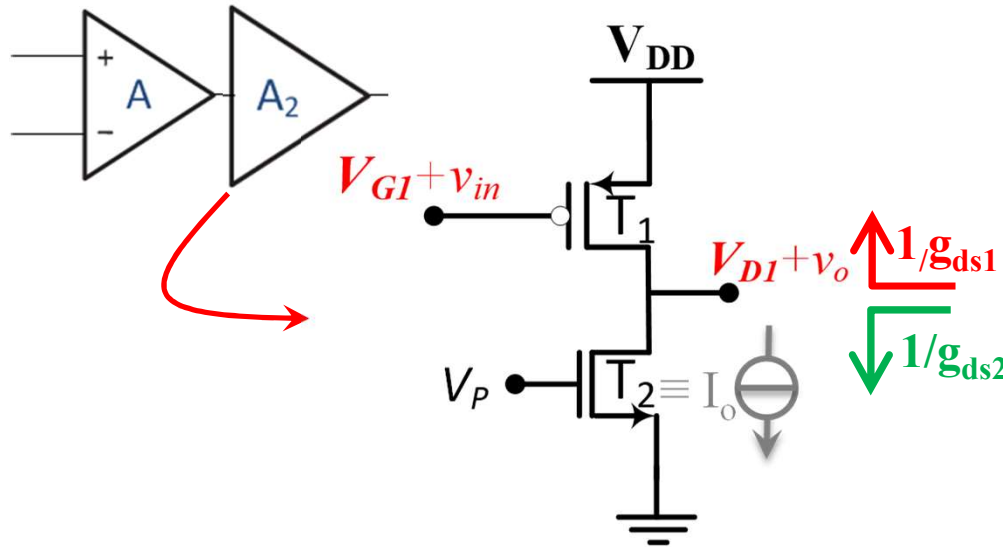 +
A
−
A2
VDD
VG1+vin
T1
VD1+vo
1/gds1
1/gds2
VP
T2 ≡ Io